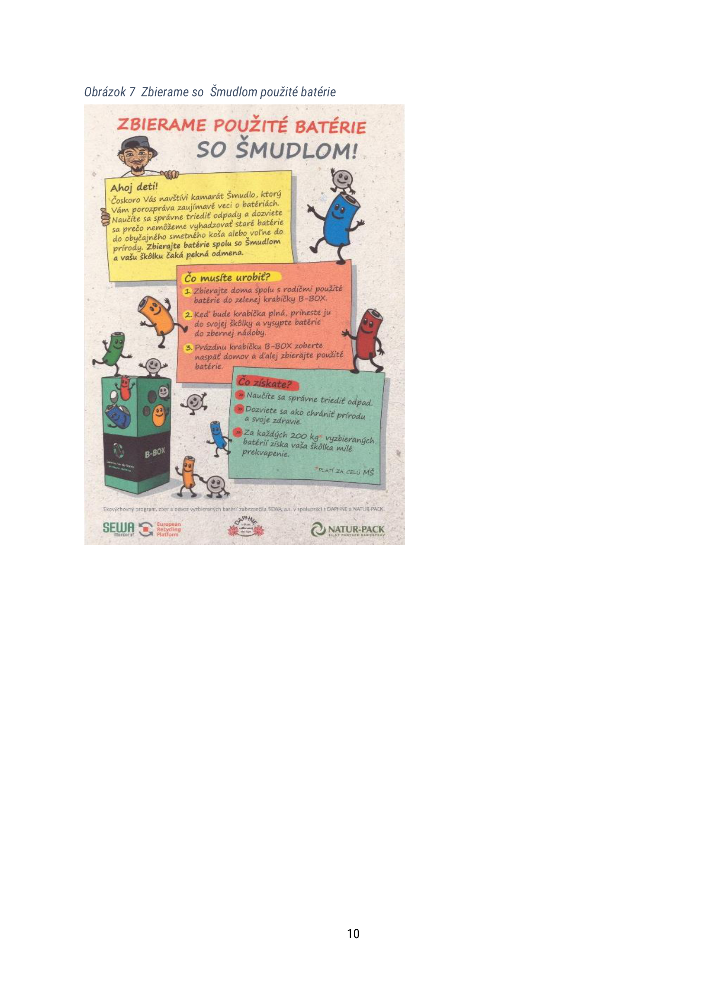 Obrázok 7 Zbierame so Šmudlom použité batérie
ZBIERAME POUŽITÉ BATÉRIE
SO ŠMUDLOM!
Ahoj deti!
Čoskoro Vás navštívi kamarát Šmudlo, ktorý
Vám porozpráva zaujímavé veci o batériách.
Naučíte sa správne triediť odpady a dozviete
sa prečo nemôžeme vyhadzovať staré batérie
do obyčajného smetného koša alebo voľne do
prírody. Zbierajte batérie spolu so Šmudlom
a vašu škôlku čaká pekná odmena.
Čo musíte urobiť?
1. Zbierajte doma spolu s rodičmi použité
batérie do zelenej krabičky B-BOX.
2. Keď bude krabička plná, prineste ju
do svojej škôlky a vysypte batérie
do zbernej nádoby.
3. Prázdnu krabičku B-BOX zoberte
naspäť domov a ďalej zbierajte použité
batérie.
Čo získate?
» Naučíte sa správne triediť odpad.
» Dozviete sa ako chrániť prírodu
a svoje zdravie.
» Za každých 200 kg* vyzbieraných
batérií získa vaša škôlka milé
prekvapenie.
*PLATÍ ZA CELÚ MŠ
B-BOX
Ekovýchovný program, zber a odvoz vyzbieraných batérií zabezpečila SEWA, a.s. v spolupráci s DAPHNE a NATUR-PACK.
SEWA
Member of
European
Recycling
Platform
DAPHNE
NATUR-PACK
10